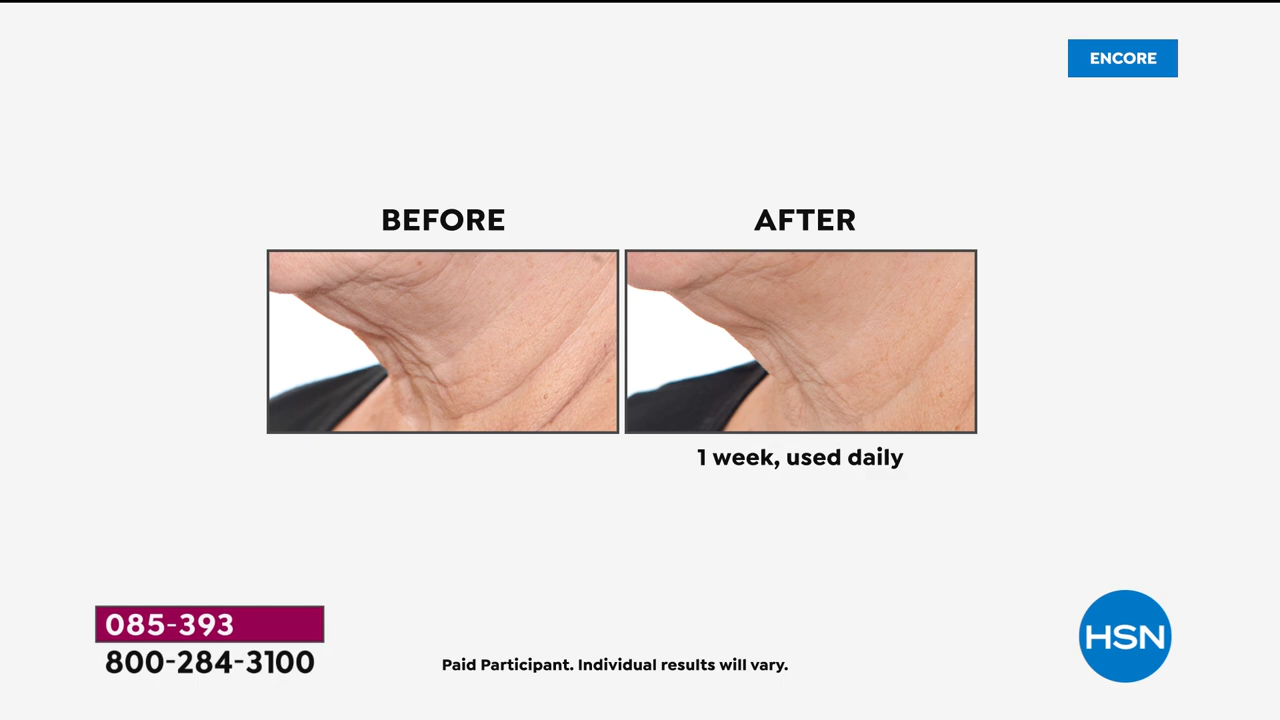 ENCORE
BEFORE
AFTER
1 week, used daily
085-393
800-284-3100
Paid Participant. Individual results will vary.
HSN